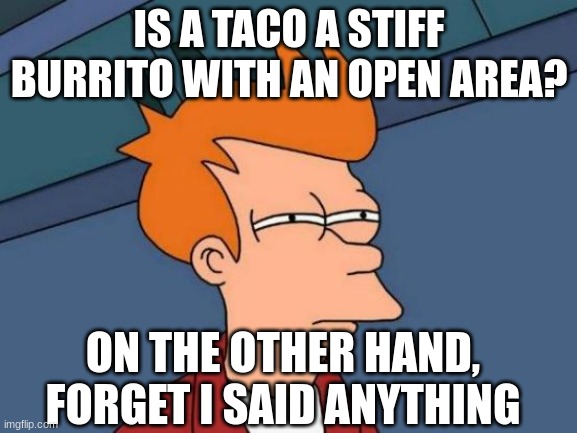 IS A TACO A STIFF
BURRITO WITH AN OPEN AREA?
ON THE OTHER HAND,
FORGET I SAID ANYTHING
imgflip.com